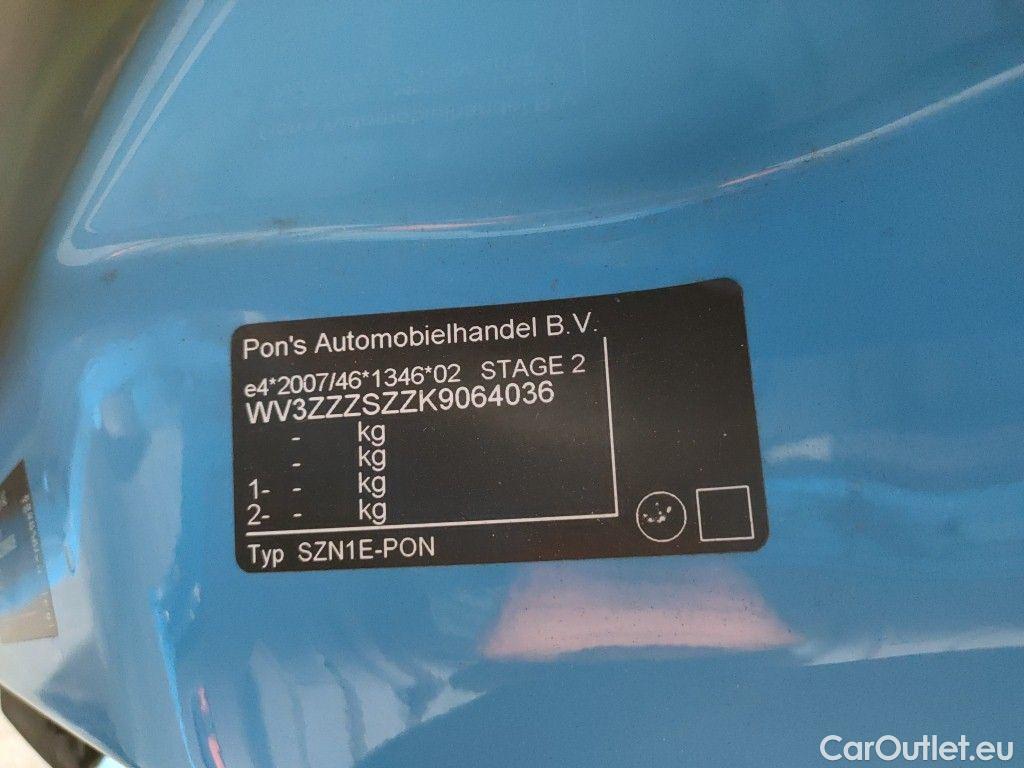 Pon's Automobielhandel B.V.
e4*2007/46*1346*02 STAGE 2
WV3ZZZSZZK9064036
- kg
- kg
1- - kg
2- - kg
Typ SZN1E-PON
CarOutlet.eu